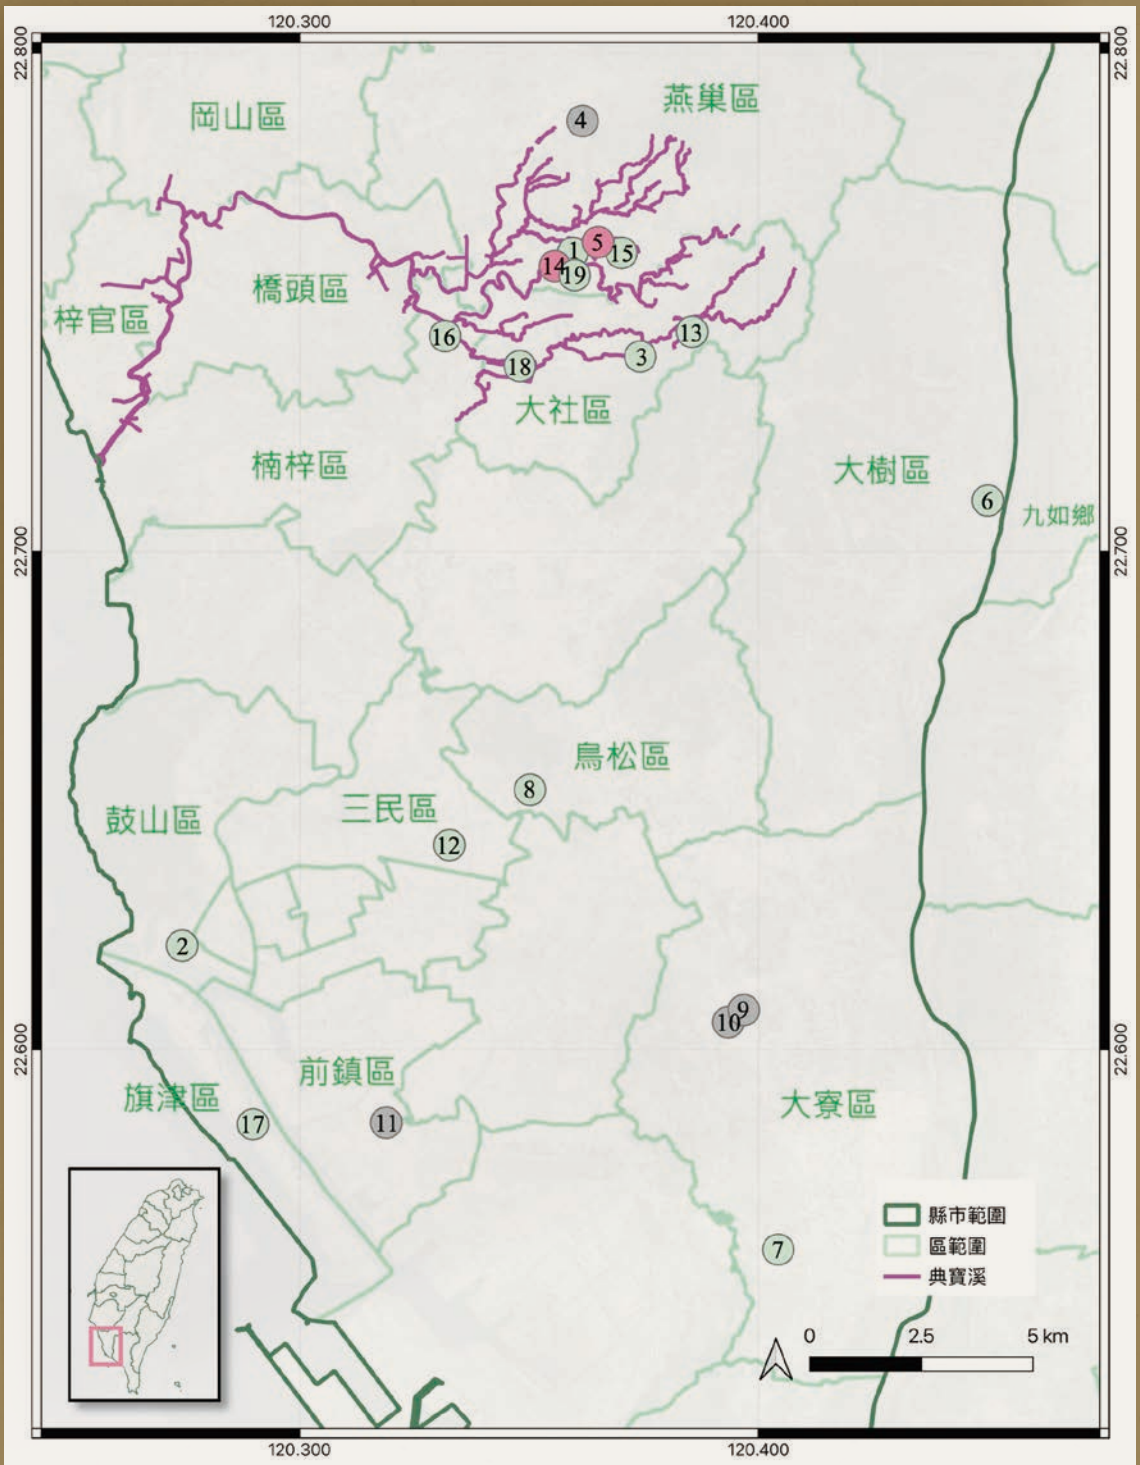 120.300
120.400
22.800
22.800
燕巢區
岡山區
4
5
1
15
14
19
橋頭區
梓官區
16
13
3
18
大社區
楠梓區
大樹區
6
九如鄉
22.700
22.700
鳥松區
8
三民區
鼓山區
12
2
9
10
22.600
22.600
前鎮區
旗津區
大寮區
17
11
7
縣市範圍
區範圍
典寶溪
0
2.5
5 km
120.300
120.400